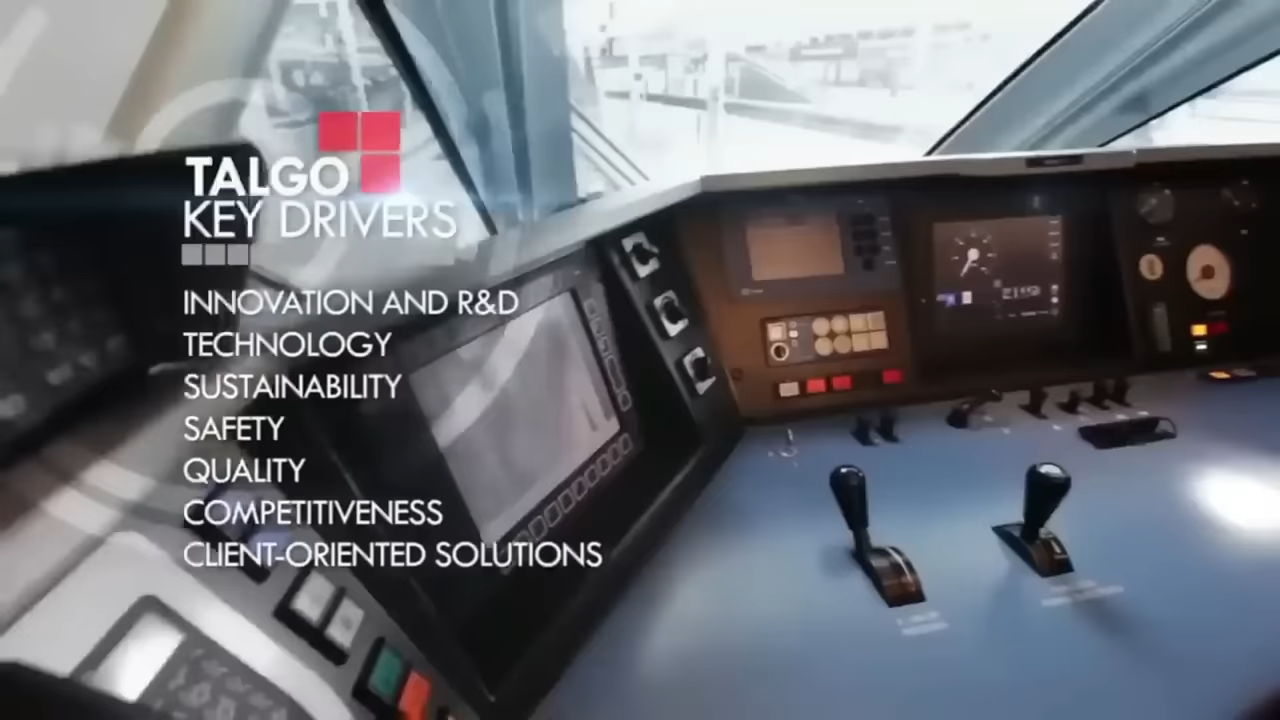 TALGO
KEY DRIVERS
INNOVATION AND R&D
TECHNOLOGY
SUSTAINABILITY
SAFETY
QUALITY
COMPETITIVENESS
CLIENT-ORIENTED SOLUTIONS